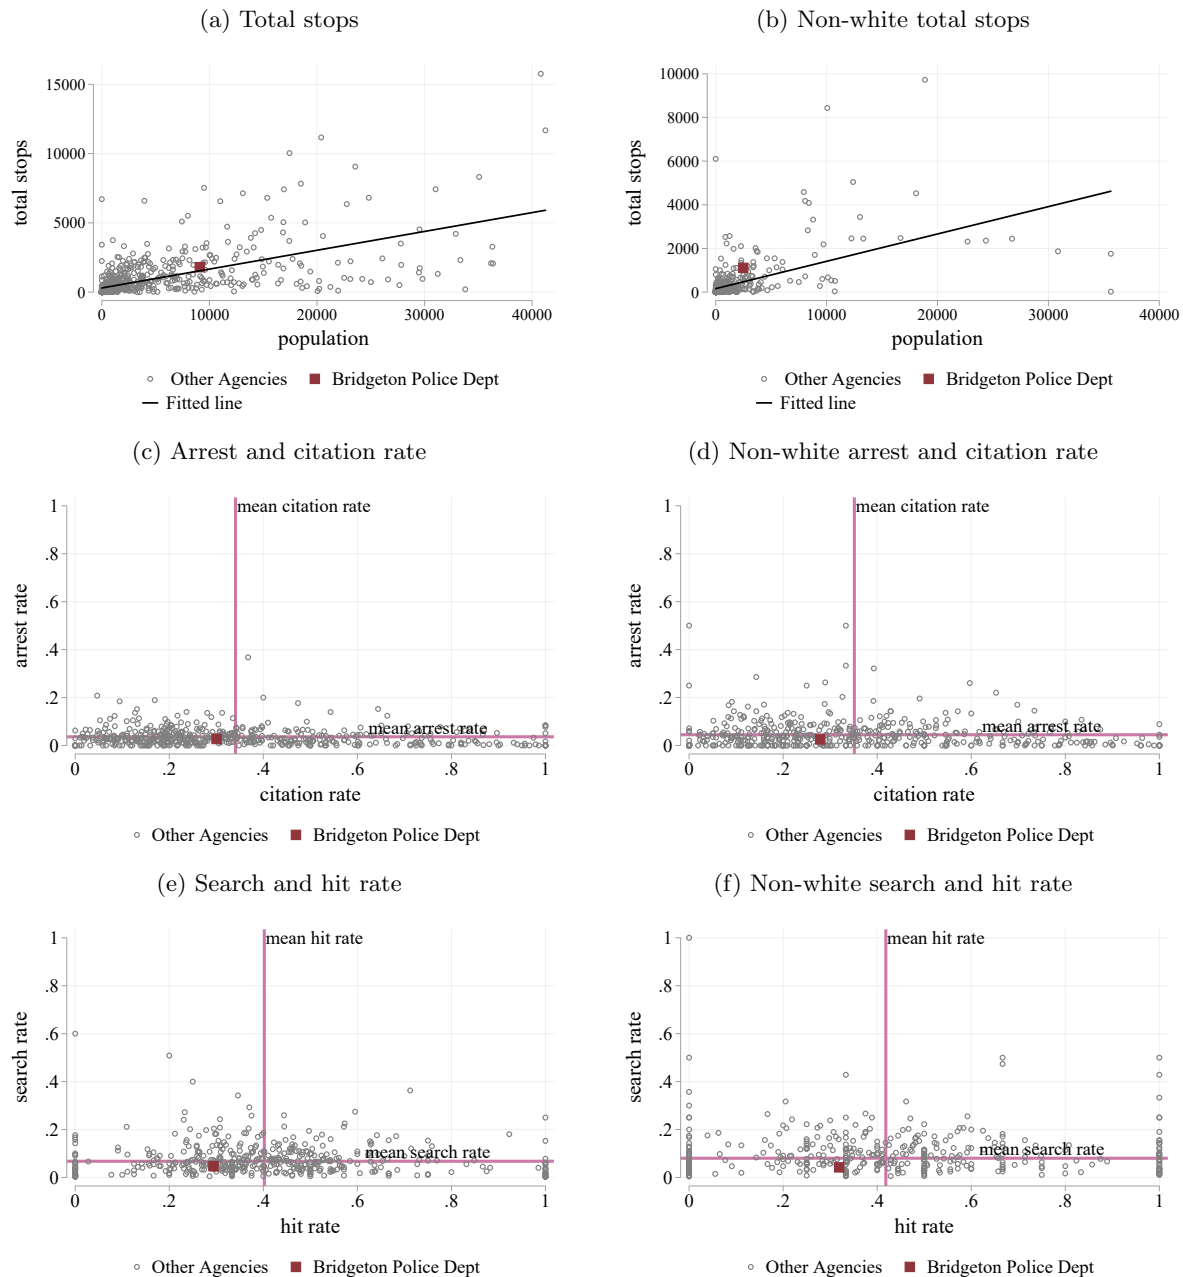 (a) Total stops
(b) Non-white total stops
total stops
15000
10000
5000
0
0 10000 20000 30000 40000
population
Other Agencies Bridgeton Police Dept
Fitted line
total stops
10000
8000
6000
4000
2000
0
0 10000 20000 30000 40000
population
Other Agencies Bridgeton Police Dept
Fitted line
(c) Arrest and citation rate
(d) Non-white arrest and citation rate
arrest rate
1
.8
.6
.4
.2
0
mean citation rate
mean arrest rate
0 .2 .4 .6 .8 1
citation rate
Other Agencies Bridgeton Police Dept
arrest rate
1
.8
.6
.4
.2
0
mean citation rate
mean arrest rate
0 .2 .4 .6 .8 1
citation rate
Other Agencies Bridgeton Police Dept
(e) Search and hit rate
(f) Non-white search and hit rate
search rate
1
.8
.6
.4
.2
0
mean hit rate
mean search rate
0 .2 .4 .6 .8 1
hit rate
Other Agencies Bridgeton Police Dept
search rate
1
.8
.6
.4
.2
0
mean hit rate
mean search rate
0 .2 .4 .6 .8 1
hit rate
Other Agencies Bridgeton Police Dept